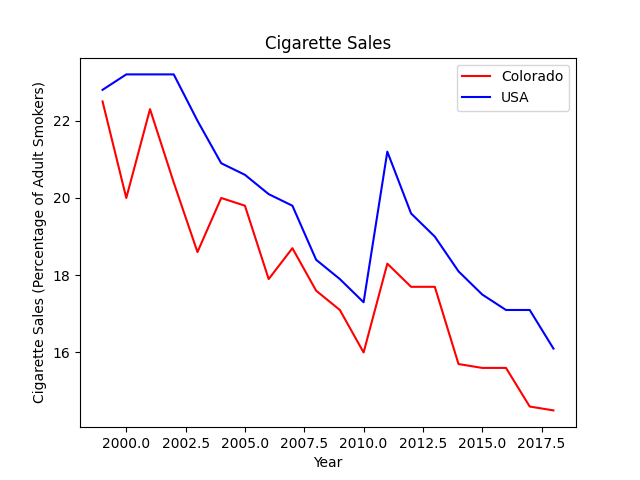 Cigarette Sales
Colorado
USA
Cigarette Sales (Percentage of Adult Smokers)
22
20
18
16
2000.0 2002.5 2005.0 2007.5 2010.0 2012.5 2015.0 2017.5
Year